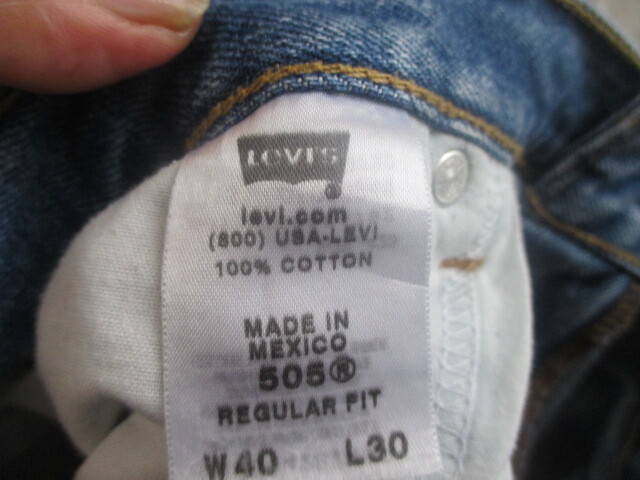 LEVI'S
®
levi.com
(800) USA-LEVI
100% COTTON
MADE IN
MEXICO
505®
REGULAR FIT
W40 L30